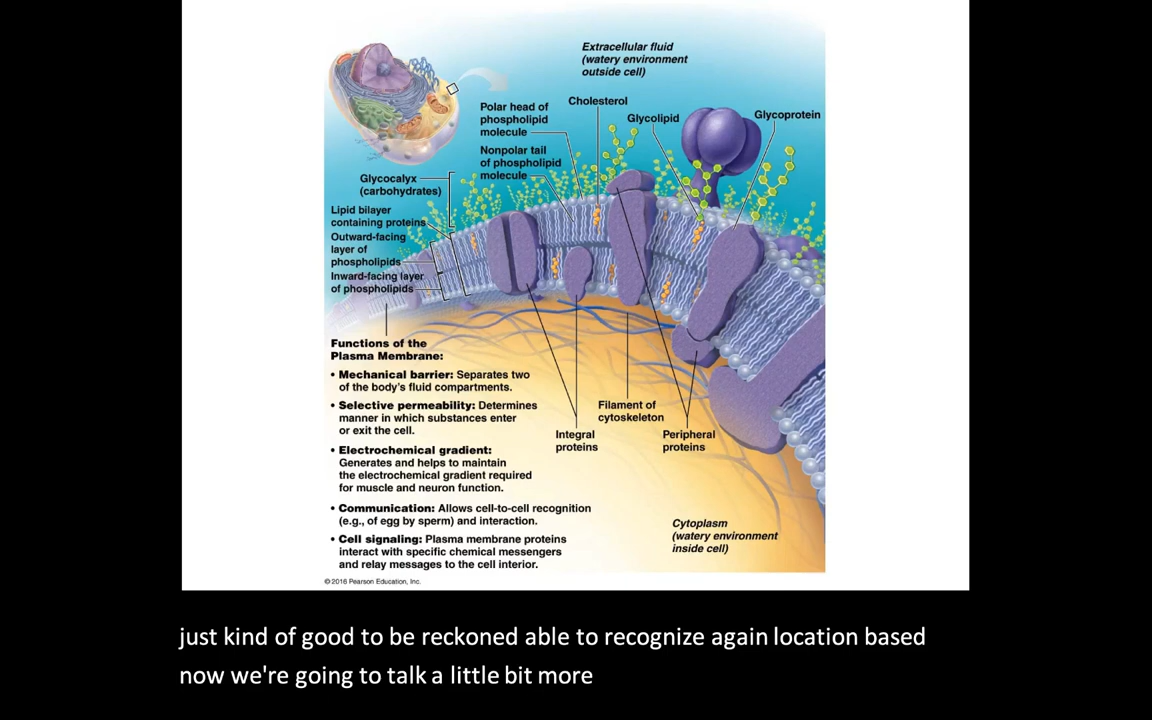 Extracellular fluid
(watery environment
outside cell)
Cholesterol
Polar head of
phospholipid
molecule
Glycolipid
Glycoprotein
Nonpolar tail
of phospholipid
molecule
Glycocalyx
(carbohydrates)
Lipid bilayer
containing proteins
Outward-facing
layer of
phospholipids
Inward-facing layer
of phospholipids
Functions of the
Plasma Membrane:
• Mechanical barrier: Separates two
of the body's fluid compartments.
• Selective permeability: Determines
manner in which substances enter
or exit the cell.
• Electrochemical gradient:
Generates and helps to maintain
the electrochemical gradient required
for muscle and neuron function.
• Communication: Allows cell-to-cell recognition
(e.g., of egg by sperm) and interaction.
• Cell signaling: Plasma membrane proteins
interact with specific chemical messengers
and relay messages to the cell interior.
Integral
proteins
Filament of
cytoskeleton
Peripheral
proteins
Cytoplasm
(watery environment
inside cell)
© 2016 Pearson Education, Inc.
just kind of good to be reckoned able to recognize again location based
now we're going to talk a little bit more